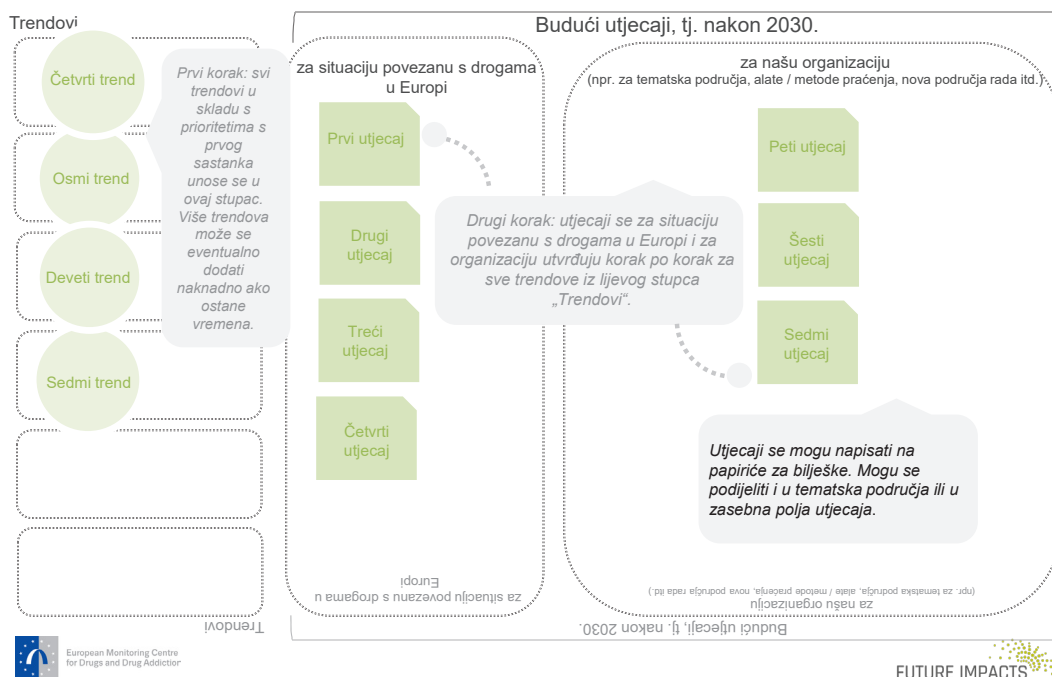 Trendovi
Budući utjecaji, tj. nakon 2030.
Četvrti trend
Osmi trend
Deveti trend
Sedmi trend
Prvi korak: svi
trendovi u
skladu s
prioritetima s
prvog
sastanka
unose se u
ovaj stupac.
Više trendova
može se
eventualno
dodati
naknadno ako
ostane
vremena.
za situaciju povezanu s drogama
u Europi
Prvi utjecaj
Drugi
utjecaj
Treći
utjecaj
Četvrti
utjecaj
Drugi korak: utjecaji se za situaciju
povezanu s drogama u Europi i za
organizaciju utvrđuju korak po korak za
sve trendove iz lijevog stupca
„Trendovi“.
za našu organizaciju
(npr. za tematska područja, alate / metode praćenja, nova područja rada itd.)
Peti utjecaj
Šesti
utjecaj
Sedmi
utjecaj
Utjecaji se mogu napisati na
papiriće za bilješke. Mogu se
podijeliti i u tematska područja ili u
zasebna polja utjecaja.
za situaciju povezanu s drogama u
Europi
za našu organizaciju
(npr. za tematska područja, alate / metode praćenja, nova područja rada itd.)
Trendovi
Budući utjecaji, tj. nakon 2030.
European Monitoring Centre
for Drugs and Drug Addiction
FUTURE IMPACTS